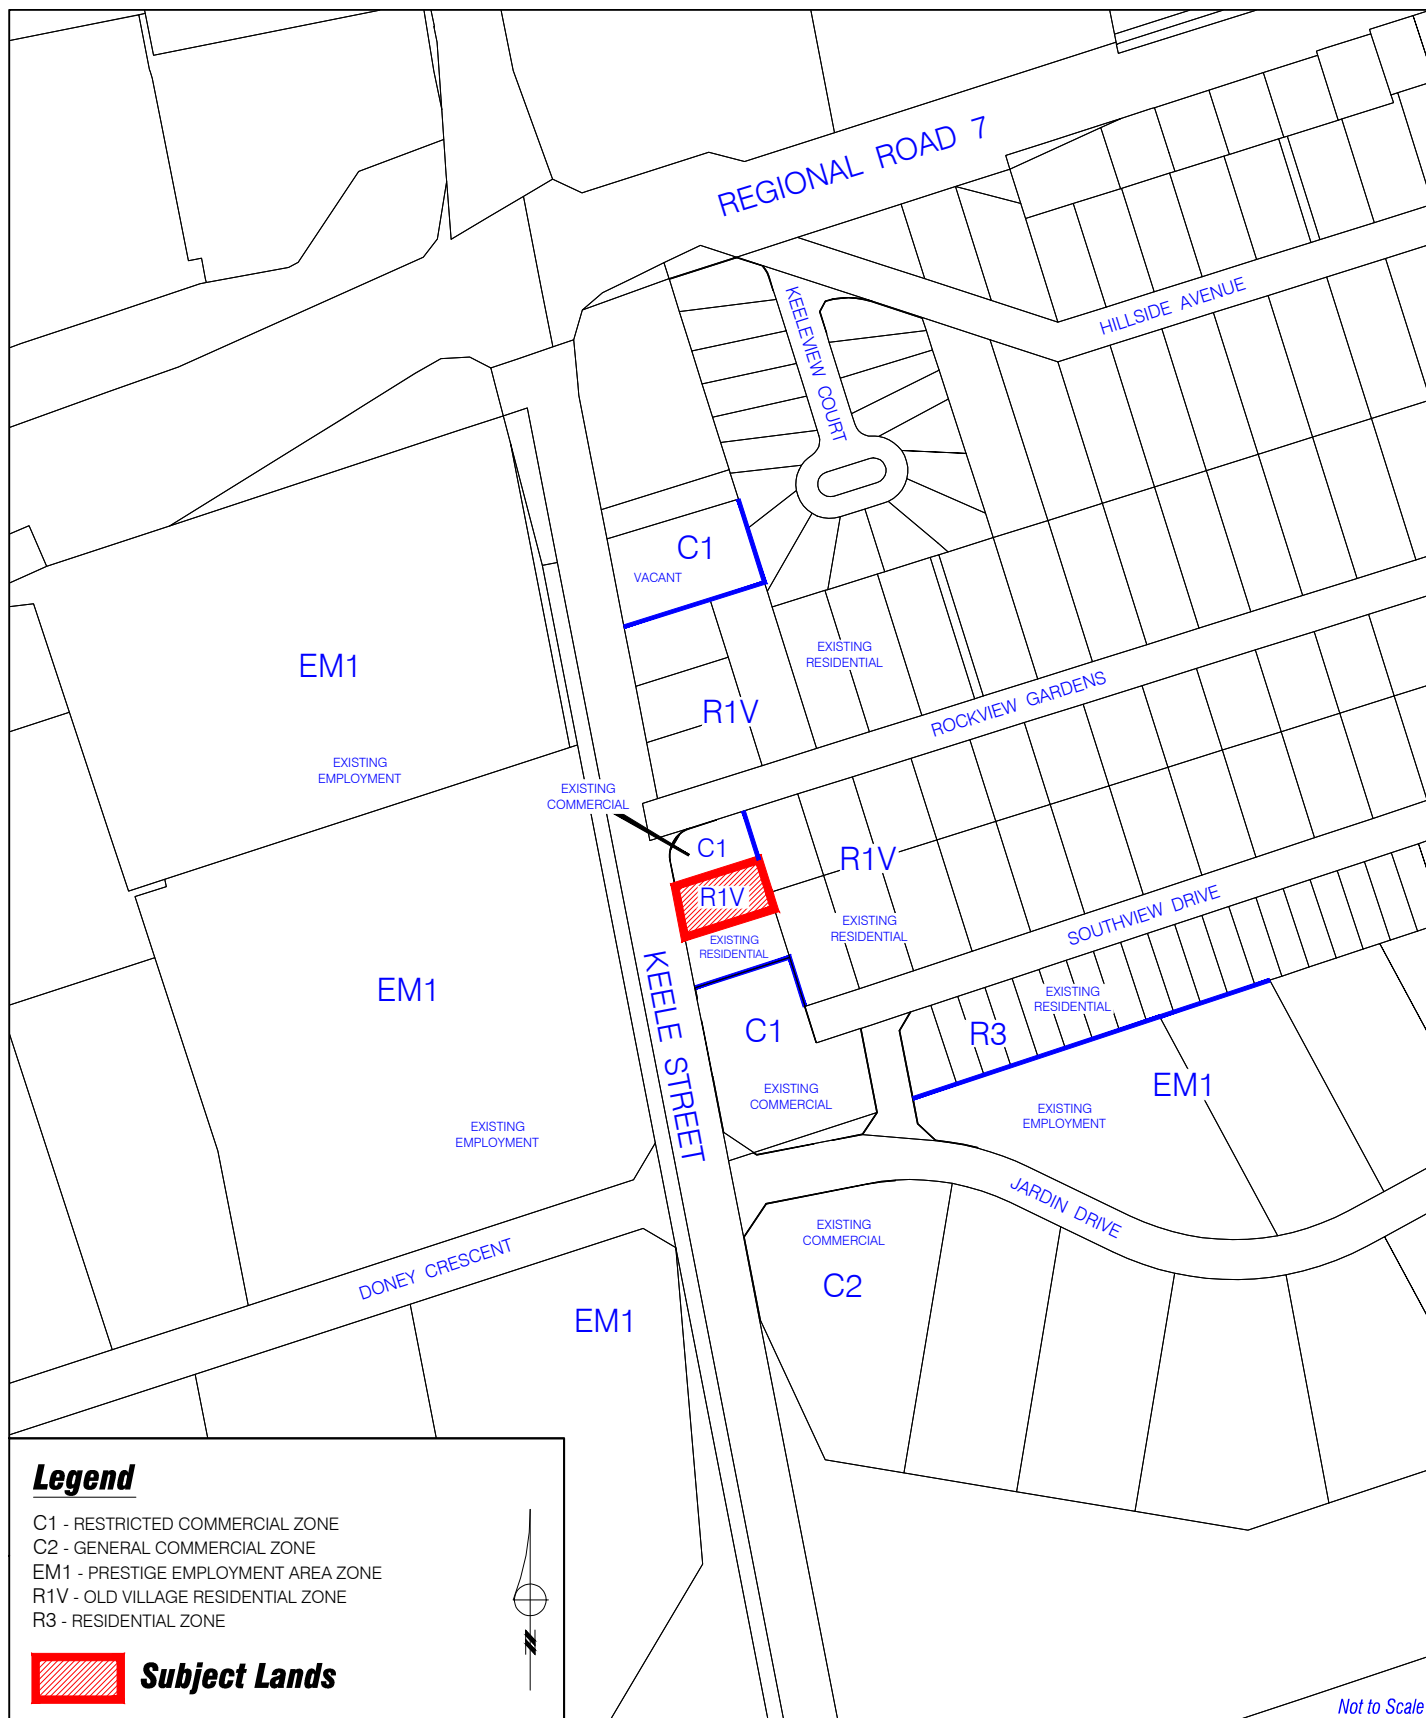 REGIONAL ROAD 7
HILLSIDE AVENUE
KEELEVIEW COURT
C1
VACANT
EXISTING
RESIDENTIAL
EM1
R1V
ROCKVIEW GARDENS
EXISTING
EMPLOYMENT
EXISTING
COMMERCIAL
C1
R1V
R1V
EXISTING
RESIDENTIAL
SOUTHVIEW DRIVE
EXISTING
RESIDENTIAL
KEELE STREET
EM1
C1
R3
EXISTING
RESIDENTIAL
EM1
EXISTING
COMMERCIAL
EXISTING
EMPLOYMENT
EXISTING
EMPLOYMENT
JARDIN DRIVE
EXISTING
COMMERCIAL
C2
DONEY CRESCENT
EM1
Legend
C1 - RESTRICTED COMMERCIAL ZONE
C2 - GENERAL COMMERCIAL ZONE
EM1 - PRESTIGE EMPLOYMENT AREA ZONE
R1V - OLD VILLAGE RESIDENTIAL ZONE
R3 - RESIDENTIAL ZONE
N
Subject Lands
Not to Scale